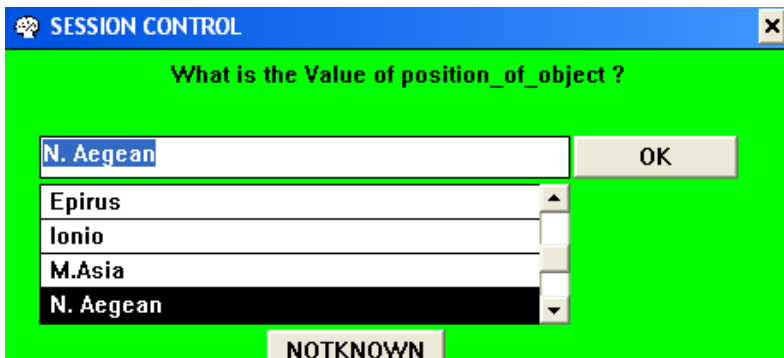 SESSION CONTROL
What is the Value of position_of_object ?
N. Aegean
OK
Epirus
Ionio
M.Asia
N. Aegean
NOTKNOWN